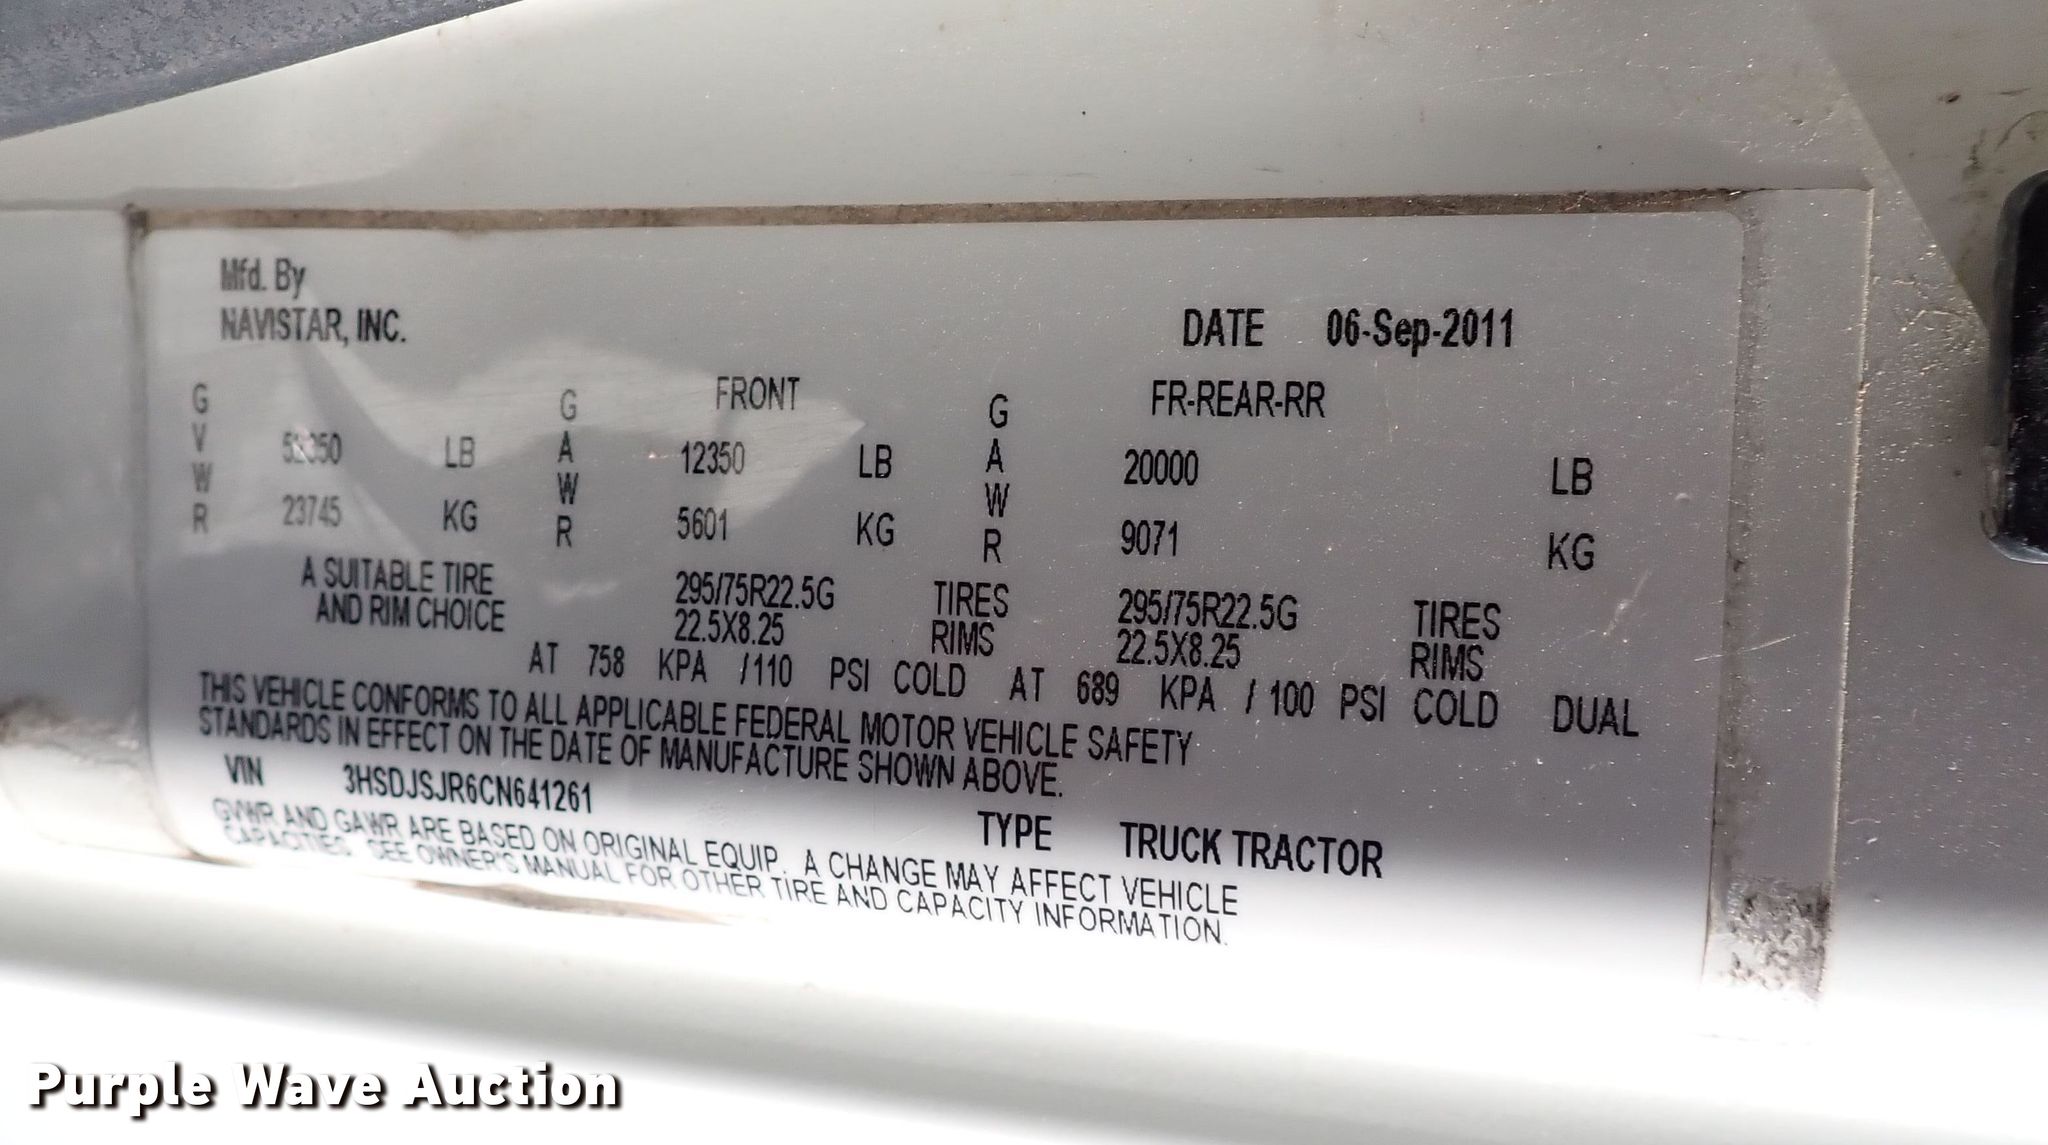 Mfd. By
NAVISTAR, INC.
DATE 06-Sep-2011
GVWR 52350 LB GAWR FRONT 12350 LB GAWR FR-REAR-RR 20000 LB
23745 KG 5601 KG 9071 KG
A SUITABLE TIRE 295/75R22.5G TIRES 295/75R22.5G TIRES
AND RIM CHOICE 22.5X8.25 RIMS 22.5X8.25 RIMS
AT 758 KPA /110 PSI COLD AT 689 KPA / 100 PSI COLD DUAL
THIS VEHICLE CONFORMS TO ALL APPLICABLE FEDERAL MOTOR VEHICLE SAFETY
STANDARDS IN EFFECT ON THE DATE OF MANUFACTURE SHOWN ABOVE.
VIN 3HSDJSJR6CN641261 TYPE TRUCK TRACTOR
GVWR AND GAWR ARE BASED ON ORIGINAL EQUIP. A CHANGE MAY AFFECT VEHICLE
CAPACITIES. SEE OWNER'S MANUAL FOR OTHER TIRE AND CAPACITY INFORMATION.
Purple Wave Auction